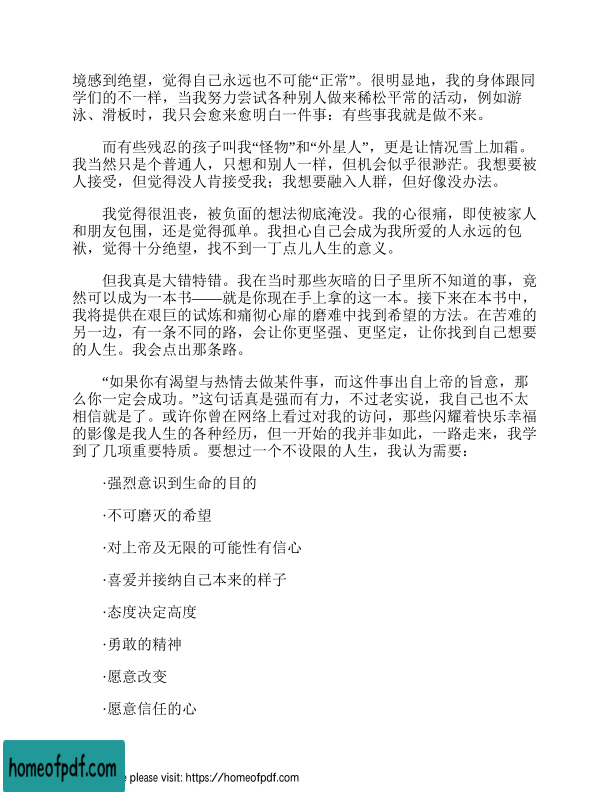 境感到绝望，觉得自己永远也不可能“正常”。很明显地，我的身体跟同
学们的不一样，当我努力尝试各种别人做来稀松平常的活动，例如游
泳、滑板时，我只会愈来愈明白一件事：有些事我就是做不来。
而有些残忍的孩子叫我“怪物”和“外星人”，更是让情况雪上加霜。
我当然只是个普通人，只想和别人一样，但机会似乎很渺茫。我想要被
人接受，但觉得没人肯接受我；我想要融入人群，但好像没办法。
我觉得很沮丧，被负面的想法彻底淹没。我的心很痛，即使被家人
和朋友包围，还是觉得孤单。我担心自己会成为我所爱的人永远的包
袱，觉得十分绝望，找不到一丁点儿人生的意义。
但我真是大错特错。我在当时那些灰暗的日子里所不知道的事，竟
然可以成为一本书——就是你现在手上拿的这一本。接下来在本书中，
我将提供在艰巨的试炼和痛彻心扉的磨难中找到希望的方法。在苦难的
另一边，有一条不同的路，会让你更坚强、更坚定，让你找到自己想要
的人生。我会点出那条路。
“如果你有渴望与热情去做某件事，而这件事出自上帝的旨意，那
么你一定会成功。”这句话真是强而有力，不过老实说，我自己也不太
相信就是了。或许你曾在网络上看过对我的访问，那些闪耀着快乐幸福
的影像是我人生的各种经历，但一开始的我并非如此，一路走来，我学
到了几项重要特质。要想过一个不设限的人生，我认为需要：
·强烈意识到生命的目的
·不可磨灭的希望
·对上帝及无限的可能性有信心
·喜爱并接纳自己本来的样子
·态度决定高度
·勇敢的精神
·愿意改变
·愿意信任的心
homeofpdf.com
please visit: https://homeofpdf.com